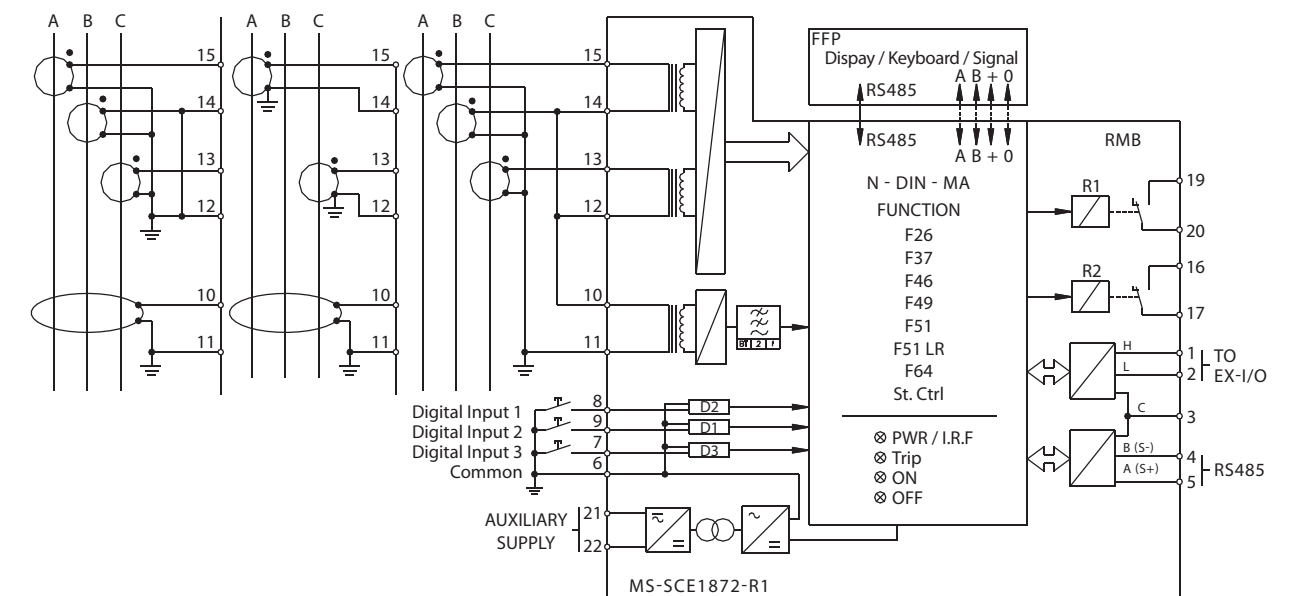 A B C
15
14
13
12
10
11
A B C
15
14
13
12
10
11
A B C
15
14
13
12
10
11
Digital Input 1
8
Digital Input 2
9
Digital Input 3
7
Common
6
D2
D1
D3
AUXILIARY
SUPPLY
21
22
MS-SCE1872-R1
FFP
Dispay / Keyboard / Signal
RS485
A B + 0
RS485
A B + 0
N - DIN - MA
FUNCTION
F26
F37
F46
F49
F51
F51 LR
F64
St. Ctrl
PWR / I.R.F
Trip
ON
OFF
RMB
R1
19
20
R2
16
17
H
1
L
2
TO
EX-I/O
C
3
B (S-)
4
A (S+)
5
RS485